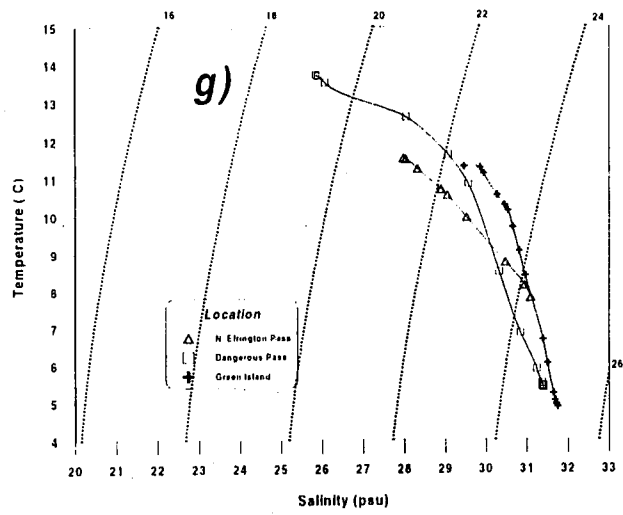 16
18
20
22
24
15
14
13
12
11
10
9
8
7
6
5
4
g)
Temperature ( C)
Location
N. Elrington Pass
Dangerous Pass
Green Island
26
20 21 22 23 24 25 26 27 28 29 30 31 32 33
Salinity (psu)